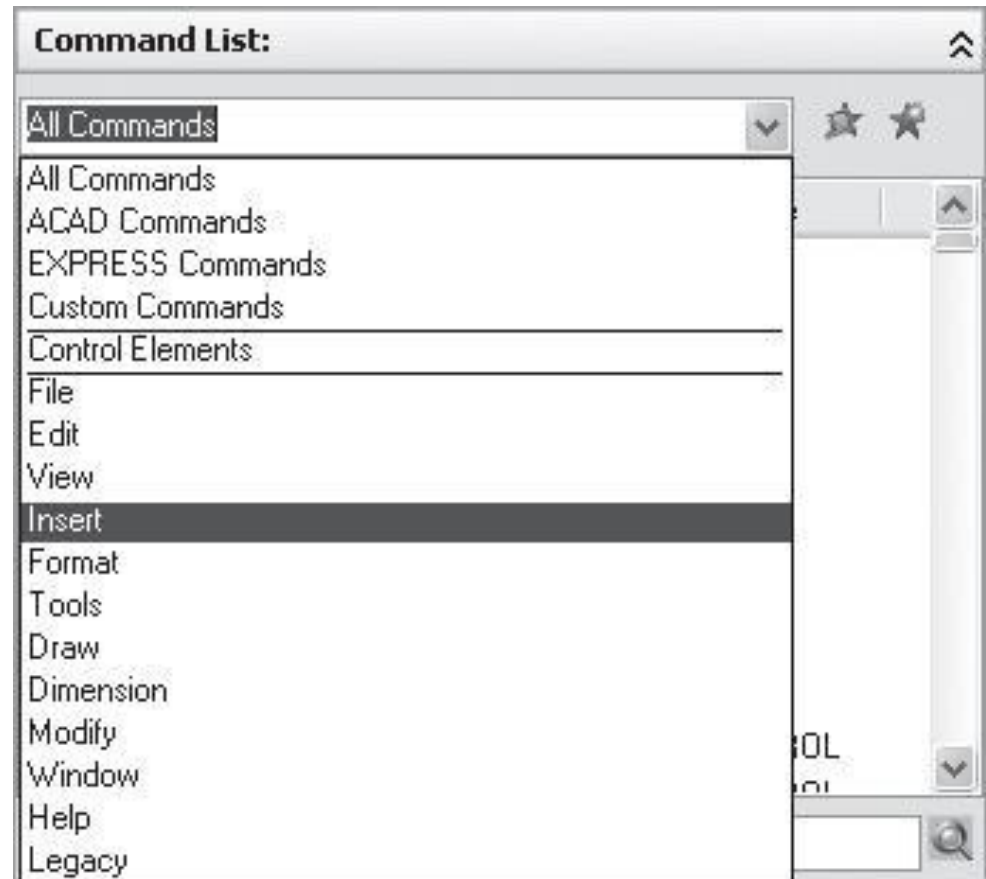 Command List:
All Commands
All Commands
ACAD Commands
EXPRESS Commands
Custom Commands
Control Elements
File
Edit
View
Insert
Format
Tools
Draw
Dimension
Modify
Window
Help
Legacy